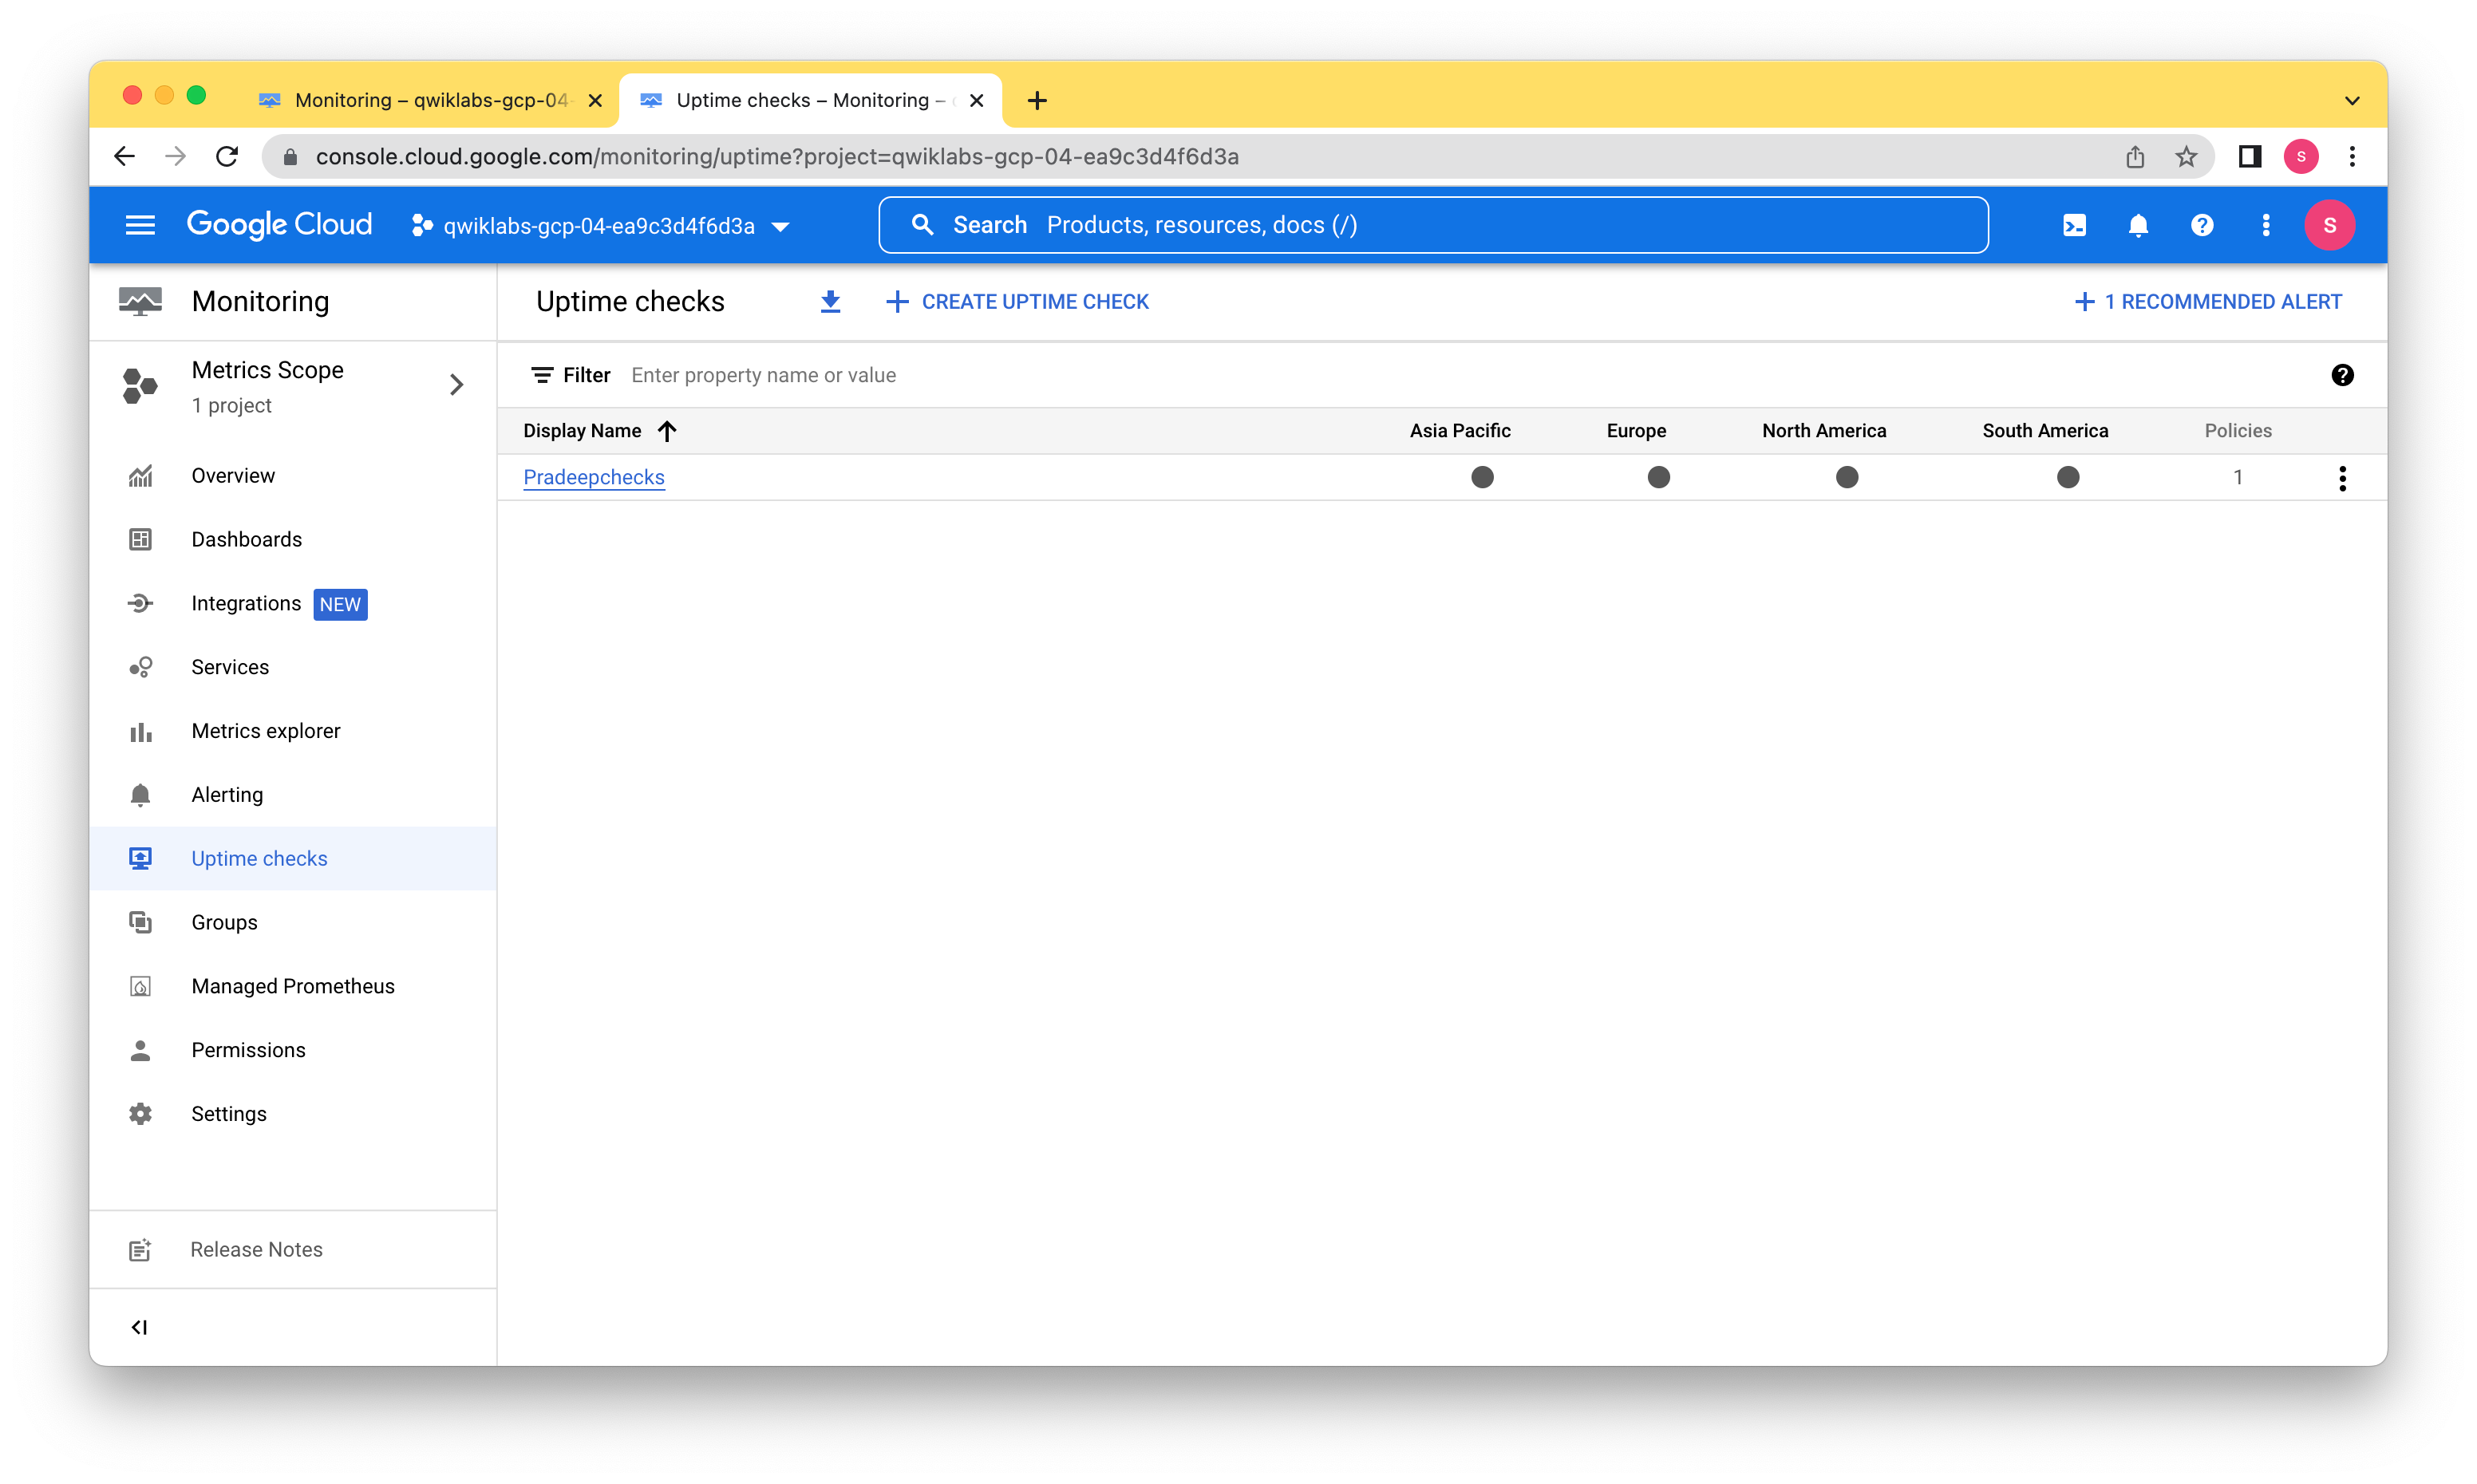 Monitoring – qwiklabs-gcp-04-
Uptime checks – Monitoring –
console.cloud.google.com/monitoring/uptime?project=qwiklabs-gcp-04-ea9c3d4f6d3a
S
Google Cloud
qwiklabs-gcp-04-ea9c3d4f6d3a
Search Products, resources, docs (/)
S
Monitoring
Uptime checks
CREATE UPTIME CHECK
1 RECOMMENDED ALERT
Metrics Scope
1 project
Filter Enter property name or value
Display Name Asia Pacific Europe North America South America Policies
Pradeepchecks 1
Overview
Dashboards
Integrations NEW
Services
Metrics explorer
Alerting
Uptime checks
Groups
Managed Prometheus
Permissions
Settings
Release Notes